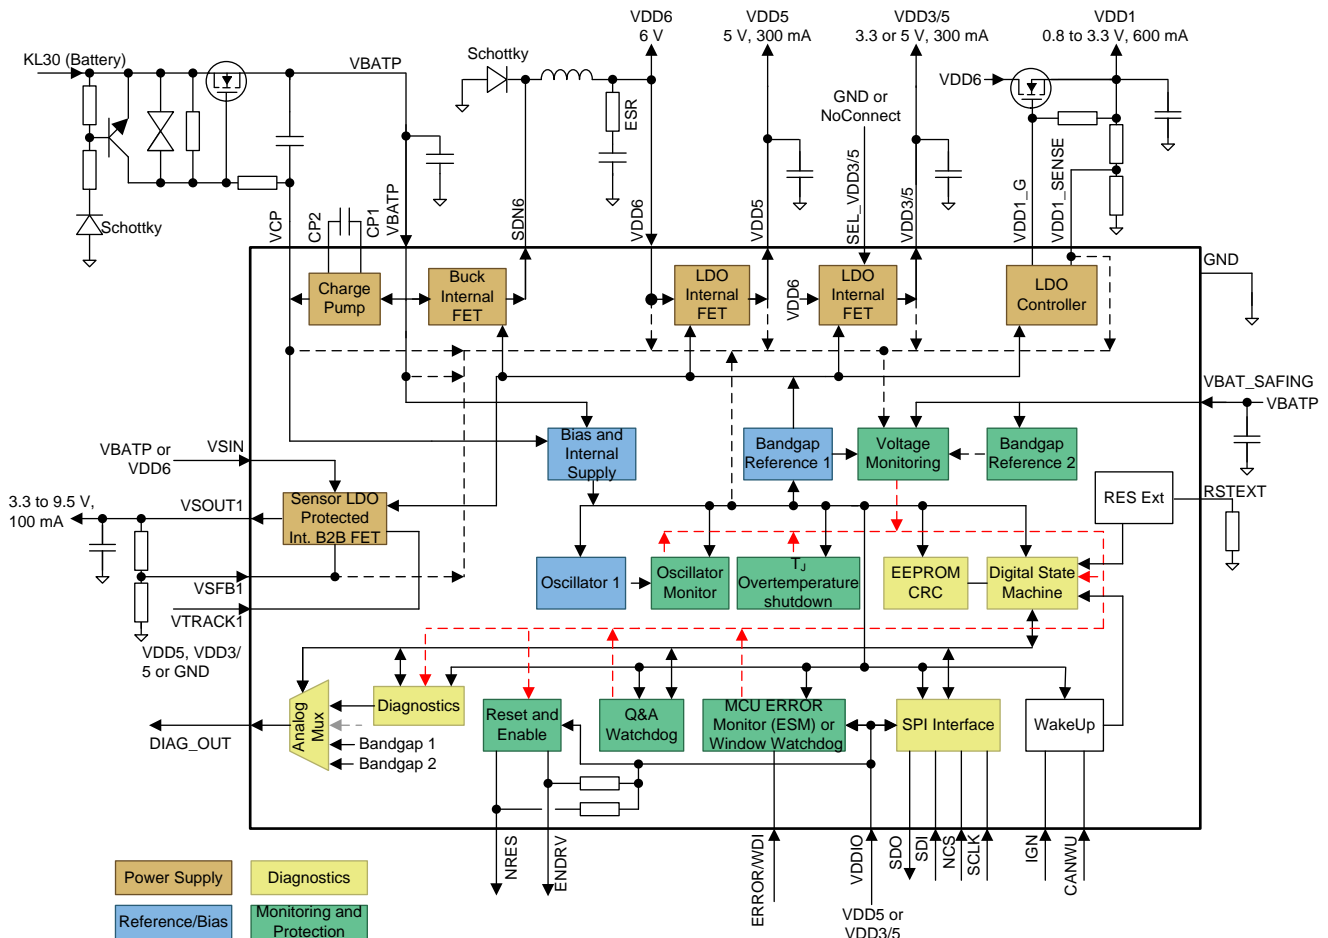 VDD6
6 V
VDD5
5 V, 300 mA
VDD3/5
3.3 or 5 V, 300 mA
VDD1
0.8 to 3.3 V, 600 mA
KL30 (Battery)
VBATP
Schottky
ESR
GND or
NoConnect
VDD6
Schottky
VCP
CP2
CP1
VBATP
SDN6
VDD6
VDD5
SEL_VDD3/5
VDD3/5
VDD1_G
VDD1_SENSE
GND
Charge
Pump
Buck
Internal
FET
LDO
Internal
FET
VDD6
LDO
Internal
FET
LDO
Controller
VBAT_SAFING
VBATP
VBATP or
VDD6
VSIN
Bias and
Internal
Supply
Bandgap
Reference 1
Voltage
Monitoring
Bandgap
Reference 2
3.3 to 9.5 V,
100 mA
VSOUT1
Sensor LDO
Protected
Int. B2B FET
RES Ext
RSTEXT
VSFB1
VTRACK1
VDD5, VDD3/
5 or GND
Oscillator 1
Oscillator
Monitor
TJ
Overtemperature
shutdown
EEPROM
CRC
Digital State
Machine
DIAG_OUT
Analog
Mux
Diagnostics
Bandgap 1
Bandgap 2
Reset and
Enable
Q&A
Watchdog
MCU ERROR
Monitor (ESM) or
Window Watchdog
SPI Interface
WakeUp
NRES
ENDRV
ERROR/WDI
VDDIO
SDO
SDI
NCS
SCLK
IGN
CANWU
VDD5 or
VDD3/5
Power Supply
Diagnostics
Reference/Bias
Monitoring and
Protection